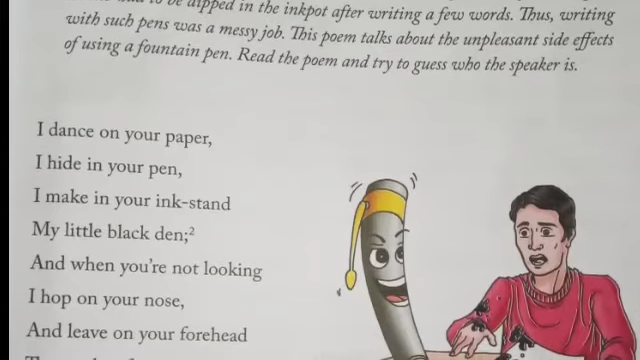 to be dipped in the inkpot after writing a few words. Thus, writing
with such pens was a messy job. This poem talks about the unpleasant side effects
of using a fountain pen. Read the poem and try to guess who the speaker is.
I dance on your paper,
I hide in your pen,
I make in your ink-stand
My little black den;²
And when you're not looking
I hop on your nose,
And leave on your forehead